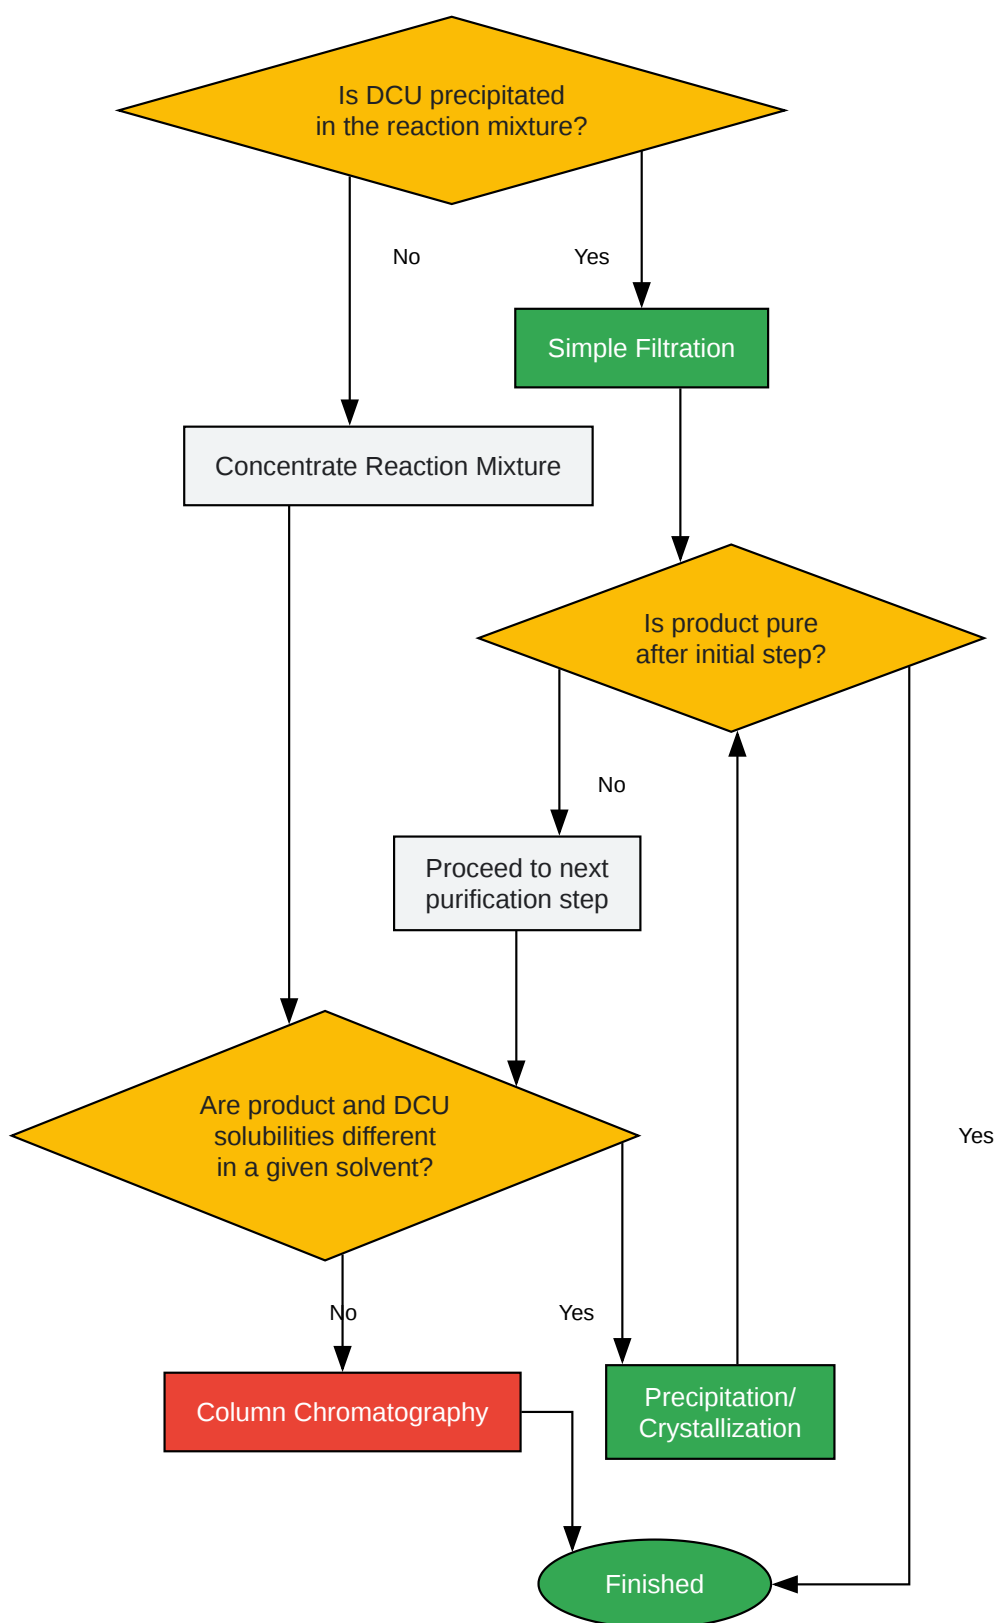 Is DCU precipitated
in the reaction mixture?
No
Yes
Simple Filtration
Concentrate Reaction Mixture
Is product pure
after initial step?
No
Proceed to next
purification step
Are product and DCU
solubilities different
in a given solvent?
Yes
No
Yes
Column Chromatography
Precipitation/
Crystallization
Finished